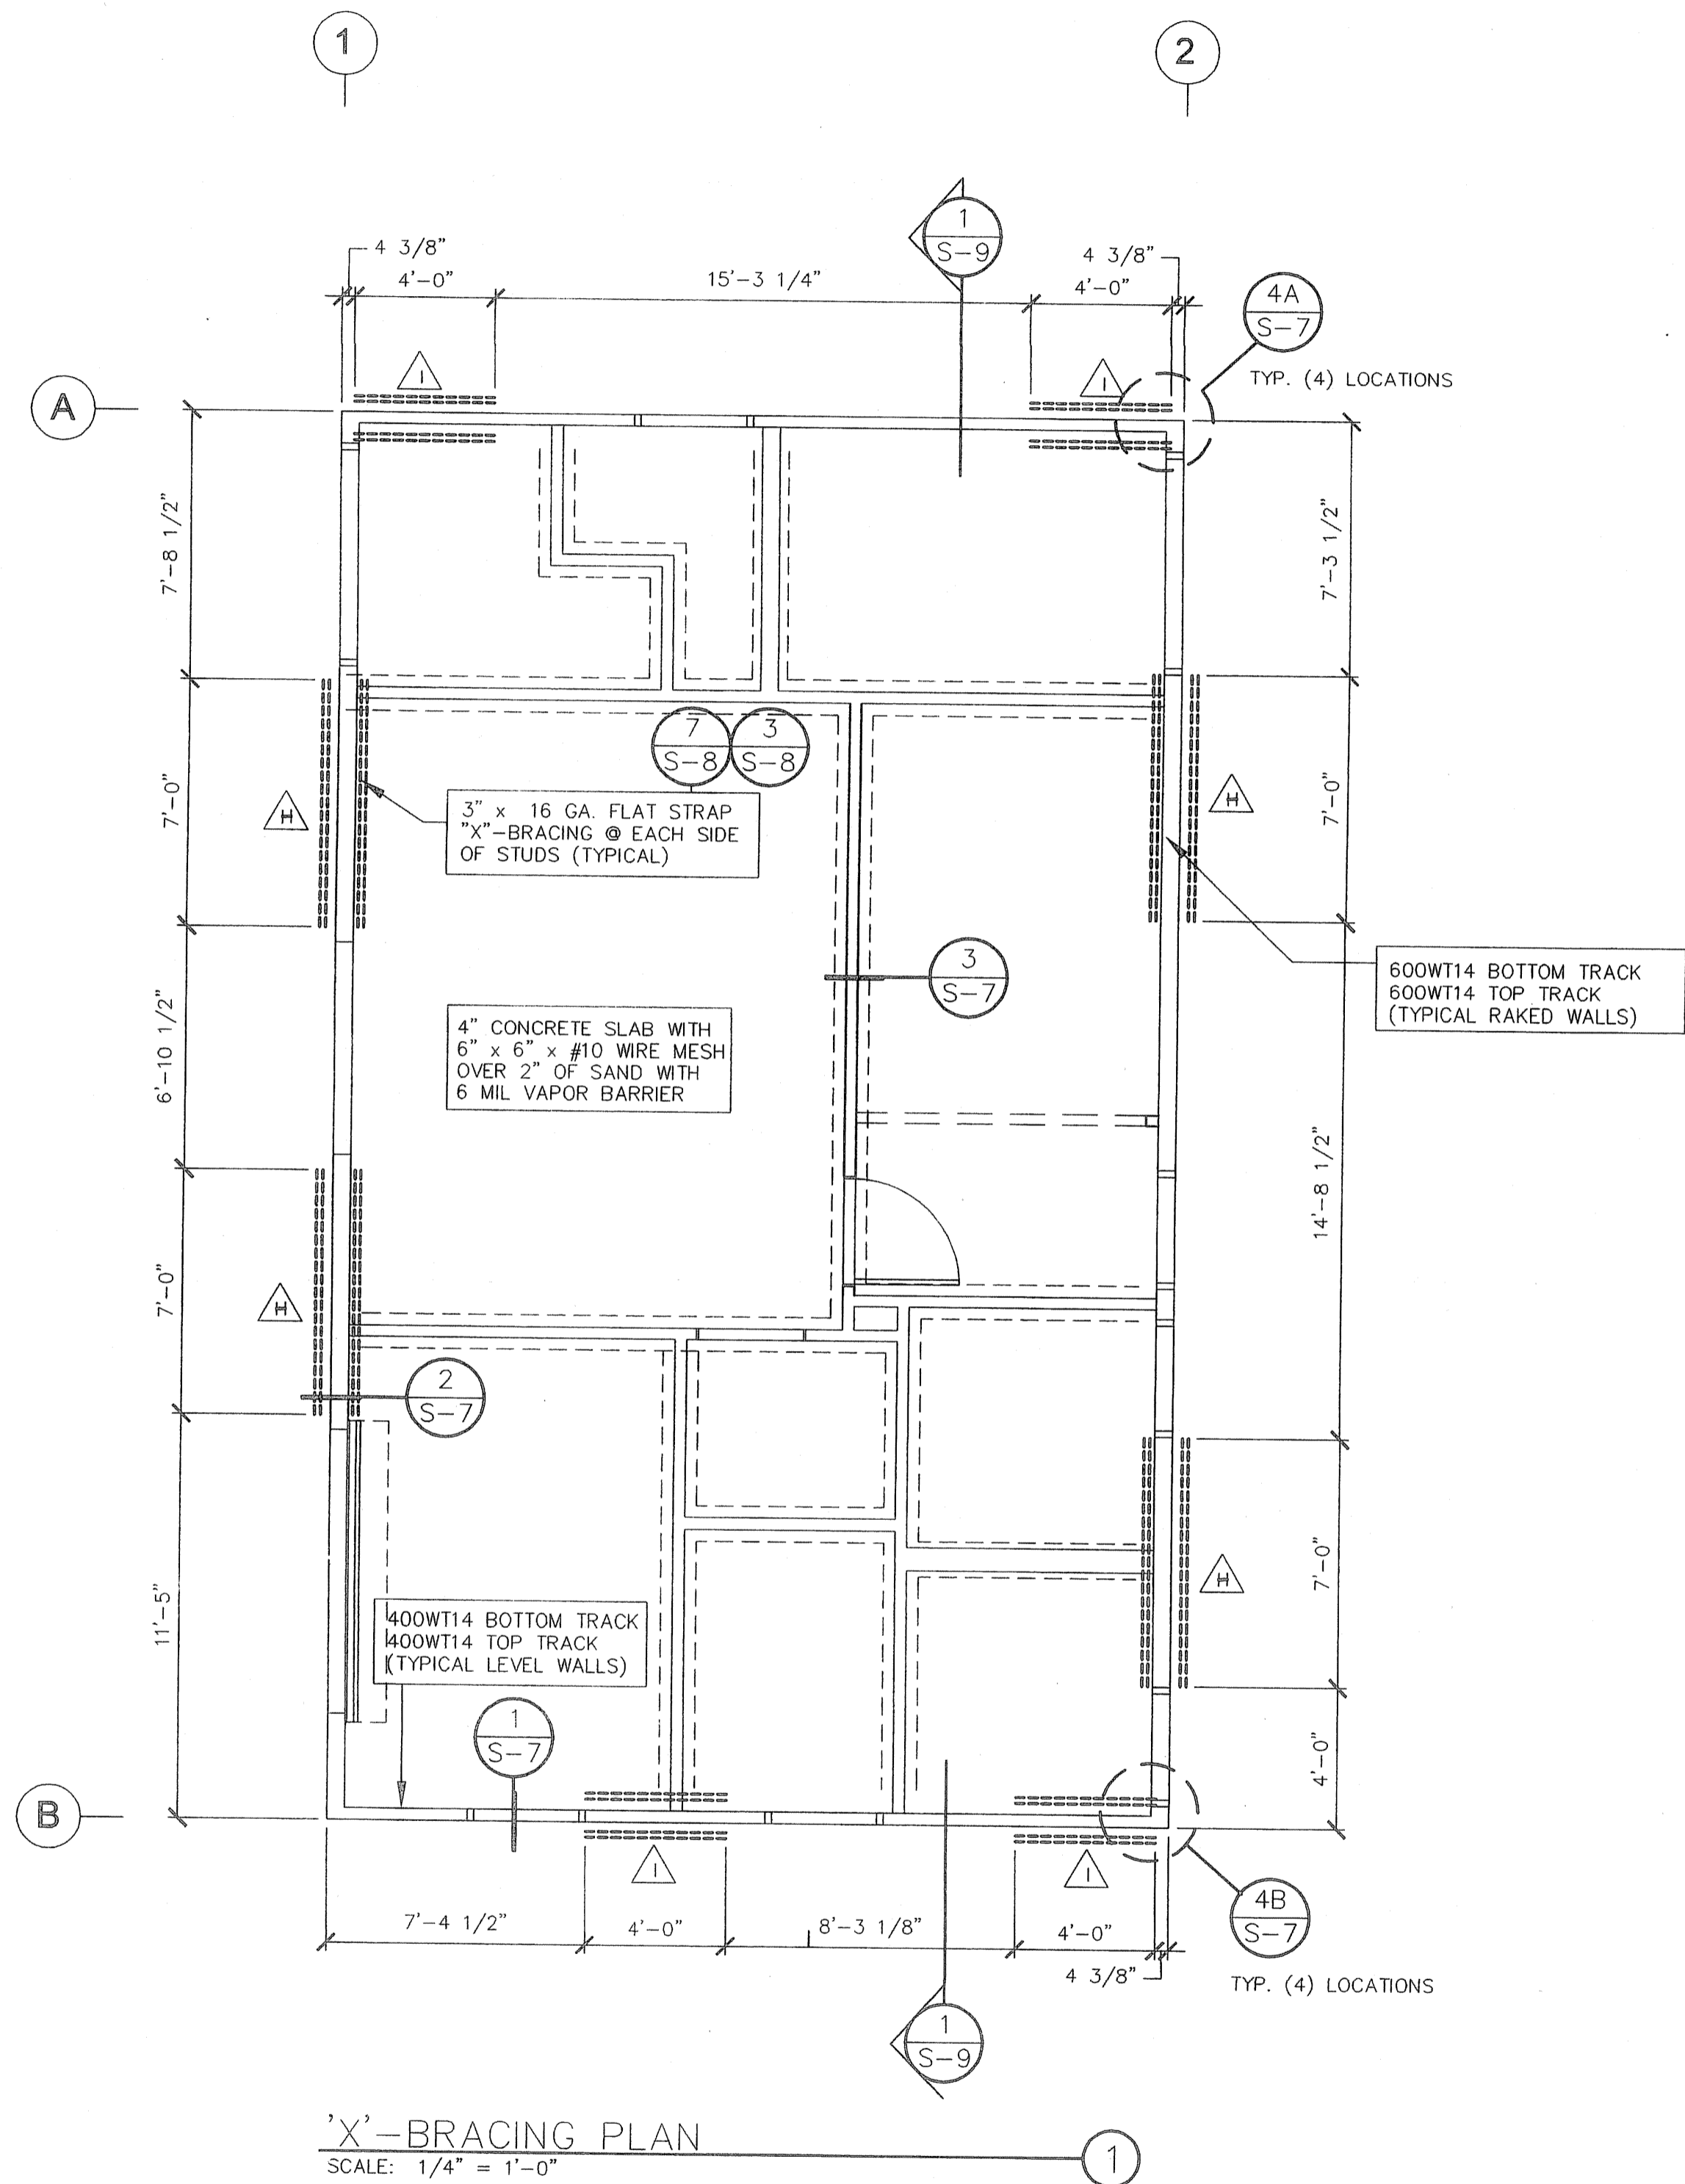 1
2
1
S-9
4 3/8"
4 3/8"
4'-0"
15'-3 1/4"
4'-0"
4A
S-7
TYP. (4) LOCATIONS
I
I
A
7'-8 1/2"
7'-3 1/2"
7
S-8
3
S-8
7'-0"
H
3" x 16 GA. FLAT STRAP
"X"-BRACING @ EACH SIDE
OF STUDS (TYPICAL)
H
7'-0"
3
S-7
600WT14 BOTTOM TRACK
600WT14 TOP TRACK
(TYPICAL RAKED WALLS)
6'-10 1/2"
4" CONCRETE SLAB WITH
6" x 6" x #10 WIRE MESH
OVER 2" OF SAND WITH
6 MIL VAPOR BARRIER
14'-8 1/2"
7'-0"
H
2
S-7
7'-0"
H
11'-5"
400WT14 BOTTOM TRACK
400WT14 TOP TRACK
(TYPICAL LEVEL WALLS)
1
S-7
4'-0"
B
I
I
7'-4 1/2"
4'-0"
8'-3 1/8"
4'-0"
4 3/8"
4B
S-7
TYP. (4) LOCATIONS
1
S-9
'X'-BRACING PLAN
1
SCALE: 1/4" = 1'-0"